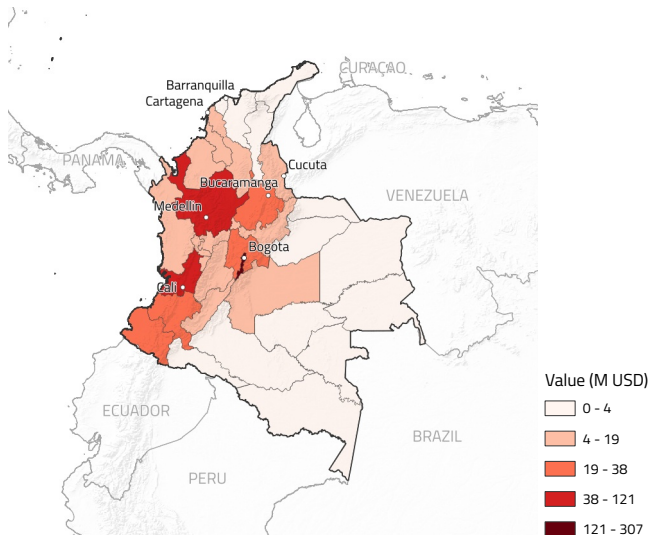 CURAÇAO
Barranquilla
Cartagena
PANAMA
Cucuta
Bucaramanga
VENEZUELA
Medellin
Bogota
Cali
ECUADOR
BRAZIL
PERU
Value (M USD)
0 - 4
4 - 19
19 - 38
38 - 121
121 - 307